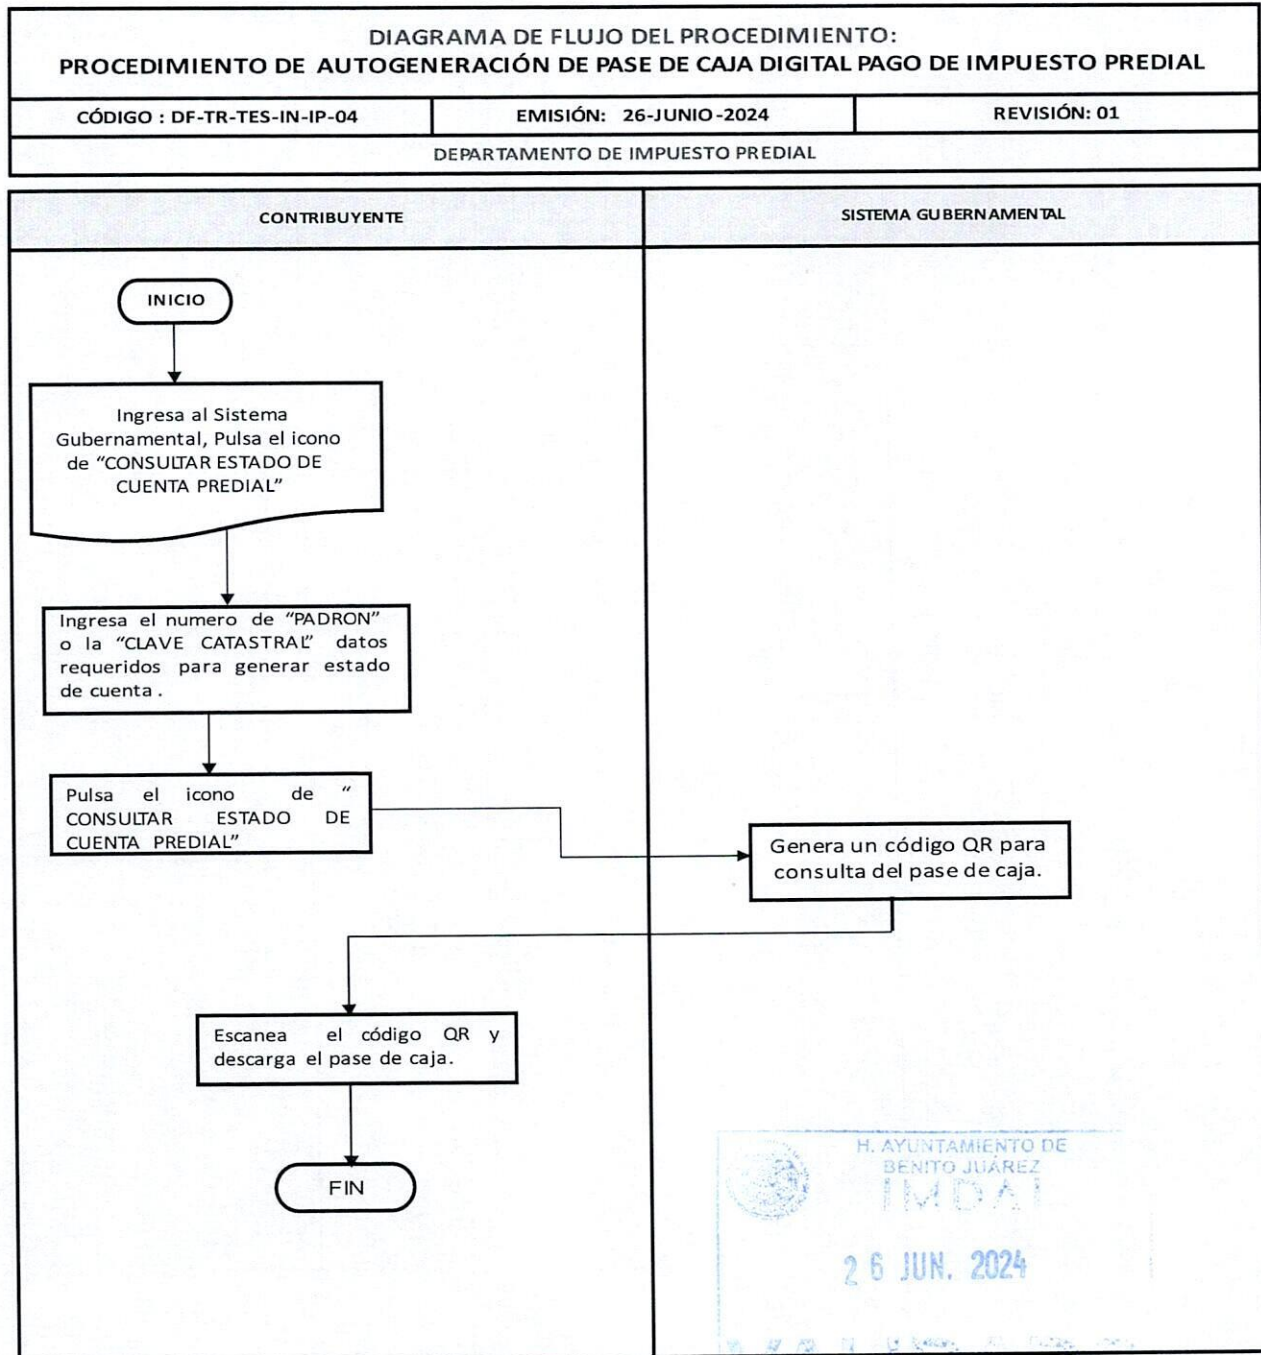 DIAGRAMA DE FLUJO DEL PROCEDIMIENTO:
PROCEDIMIENTO DE AUTOGENERACIÓN DE PASE DE CAJA DIGITAL PAGO DE IMPUESTO PREDIAL
CÓDIGO : DF-TR-TES-IN-IP-04
EMISIÓN: 26-JUNIO-2024
REVISIÓN: 01
DEPARTAMENTO DE IMPUESTO PREDIAL
CONTRIBUYENTE
SISTEMA GUBERNAMENTAL
INICIO
Ingresa al Sistema
Gubernamental, Pulsa el icono
de “CONSULTAR ESTADO DE
CUENTA PREDIAL”
Ingresa el numero de “PADRON”
o la “CLAVE CATASTRAL” datos
requeridos para generar estado
de cuenta .
Pulsa el icono de “
CONSULTAR ESTADO DE
CUENTA PREDIAL”
Genera un código QR para
consulta del pase de caja.
Escanea el código QR y
descarga el pase de caja.
FIN
H. AYUNTAMIENTO DE
BENITO JUÁREZ
IMDAI
26 JUN. 2024